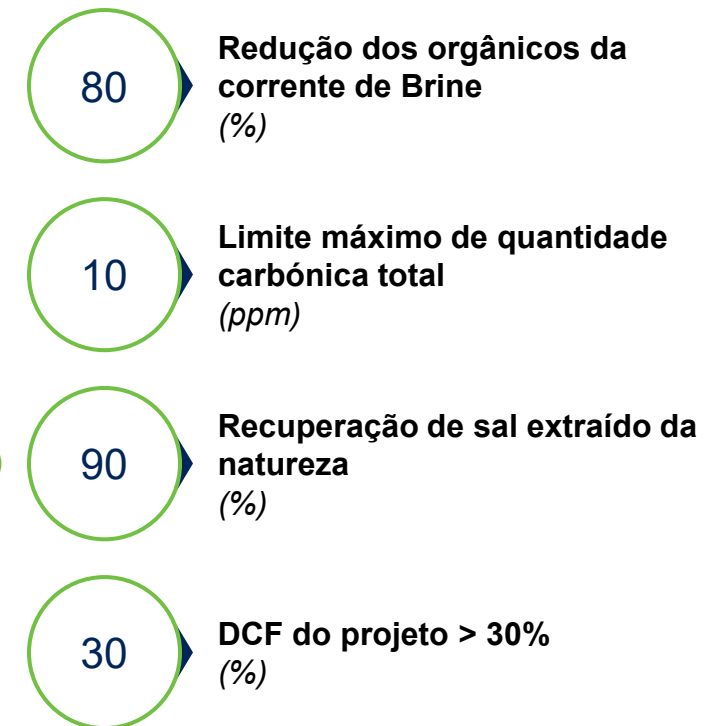 80
Redução dos orgânicos da
corrente de Brine
(%)
10
Limite máximo de quantidade
carbónica total
(ppm)
90
Recuperação de sal extraído da
natureza
(%)
30
DCF do projeto > 30%
(%)